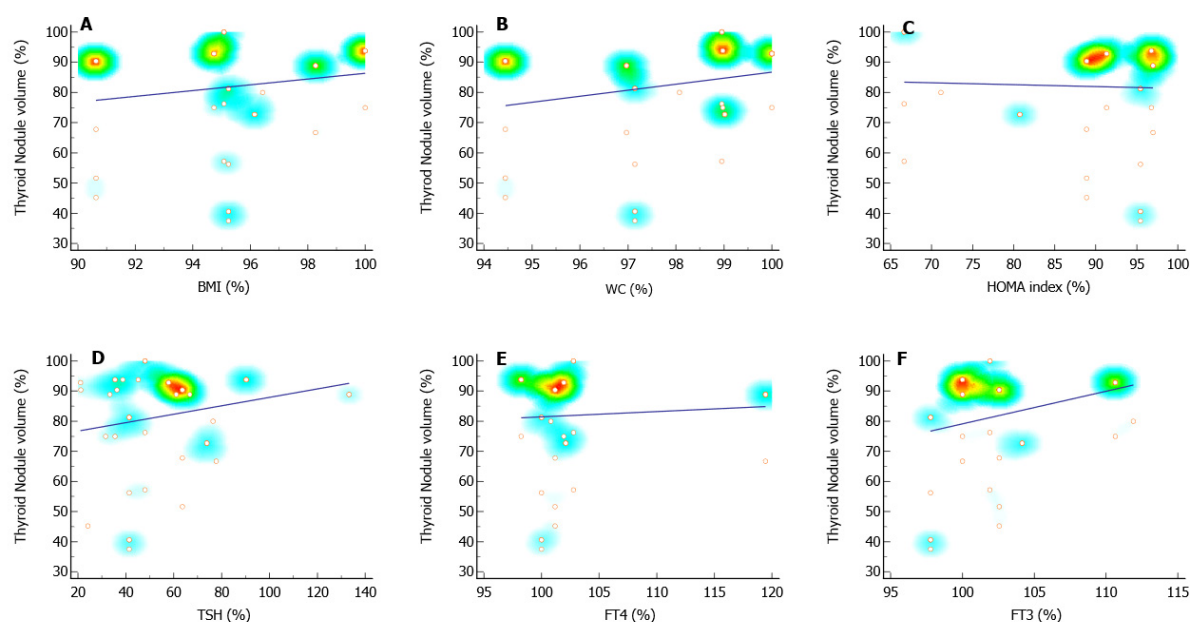 A
B
C
Thyroid Nodule volume (%)
100
90
80
70
60
50
40
30
90 92 94 96 98 100
BMI (%)
Thyrod Nodule volume (%)
100
90
80
70
60
50
40
30
94 95 96 97 98 99 100
WC (%)
Thyroid Nodule volume (%)
100
90
80
70
60
50
40
30
65 70 75 80 85 90 95 100
HOMA index (%)
D
E
F
Thyroid Nodule volume (%)
100
90
80
70
60
50
40
30
20 40 60 80 100 120 140
TSH (%)
Thyroid Nodule volume (%)
100
90
80
70
60
50
40
30
95 100 105 110 115 120
FT4 (%)
Thyroid Nodule volume (%)
100
90
80
70
60
50
40
30
95 100 105 110 115
FT3 (%)